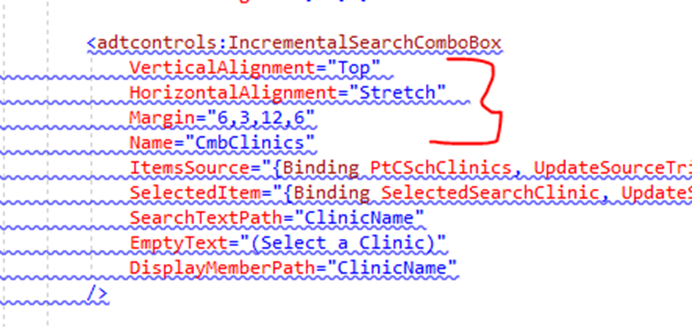 <adtcontrols:IncrementalSearchComboBox
VerticalAlignment="Top"
HorizontalAlignment="Stretch"
Margin="6,3,12,6"
Name="CmbClinics"
ItemsSource="{Binding PtCSchClinics, UpdateSourceTri
SelectedItem="{Binding SelectedSearchClinic, UpdateS
SearchTextPath="ClinicName"
EmptyText="(Select a Clinic)"
DisplayMemberPath="ClinicName"
/>